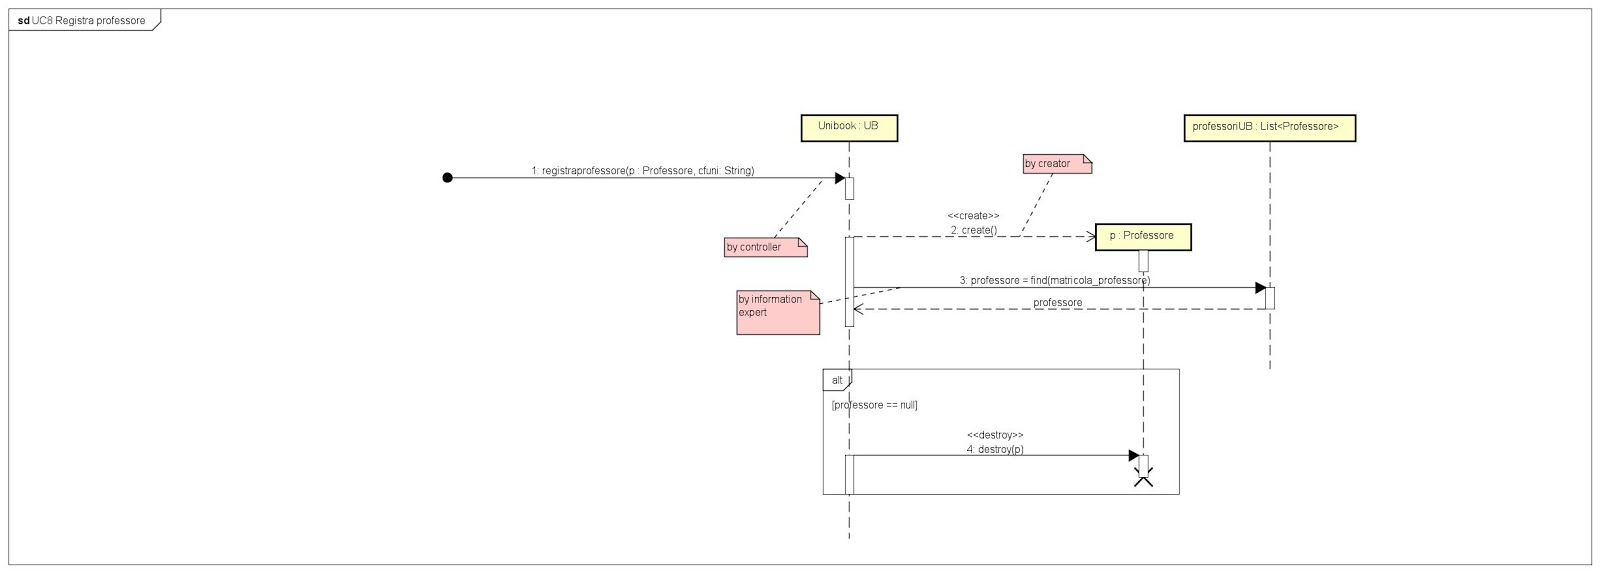 sd UC8 Registra professore
Unibook : UB
professoriUB : List<Professore>
by creator
1: registraprofessore(p : Professore, cfuni: String)
<<create>>
2: create()
p : Professore
by controller
3: professore = find(matricola_professore)
by information
expert
professore
alt
[professore == null]
<<destroy>>
4: destroy(p)